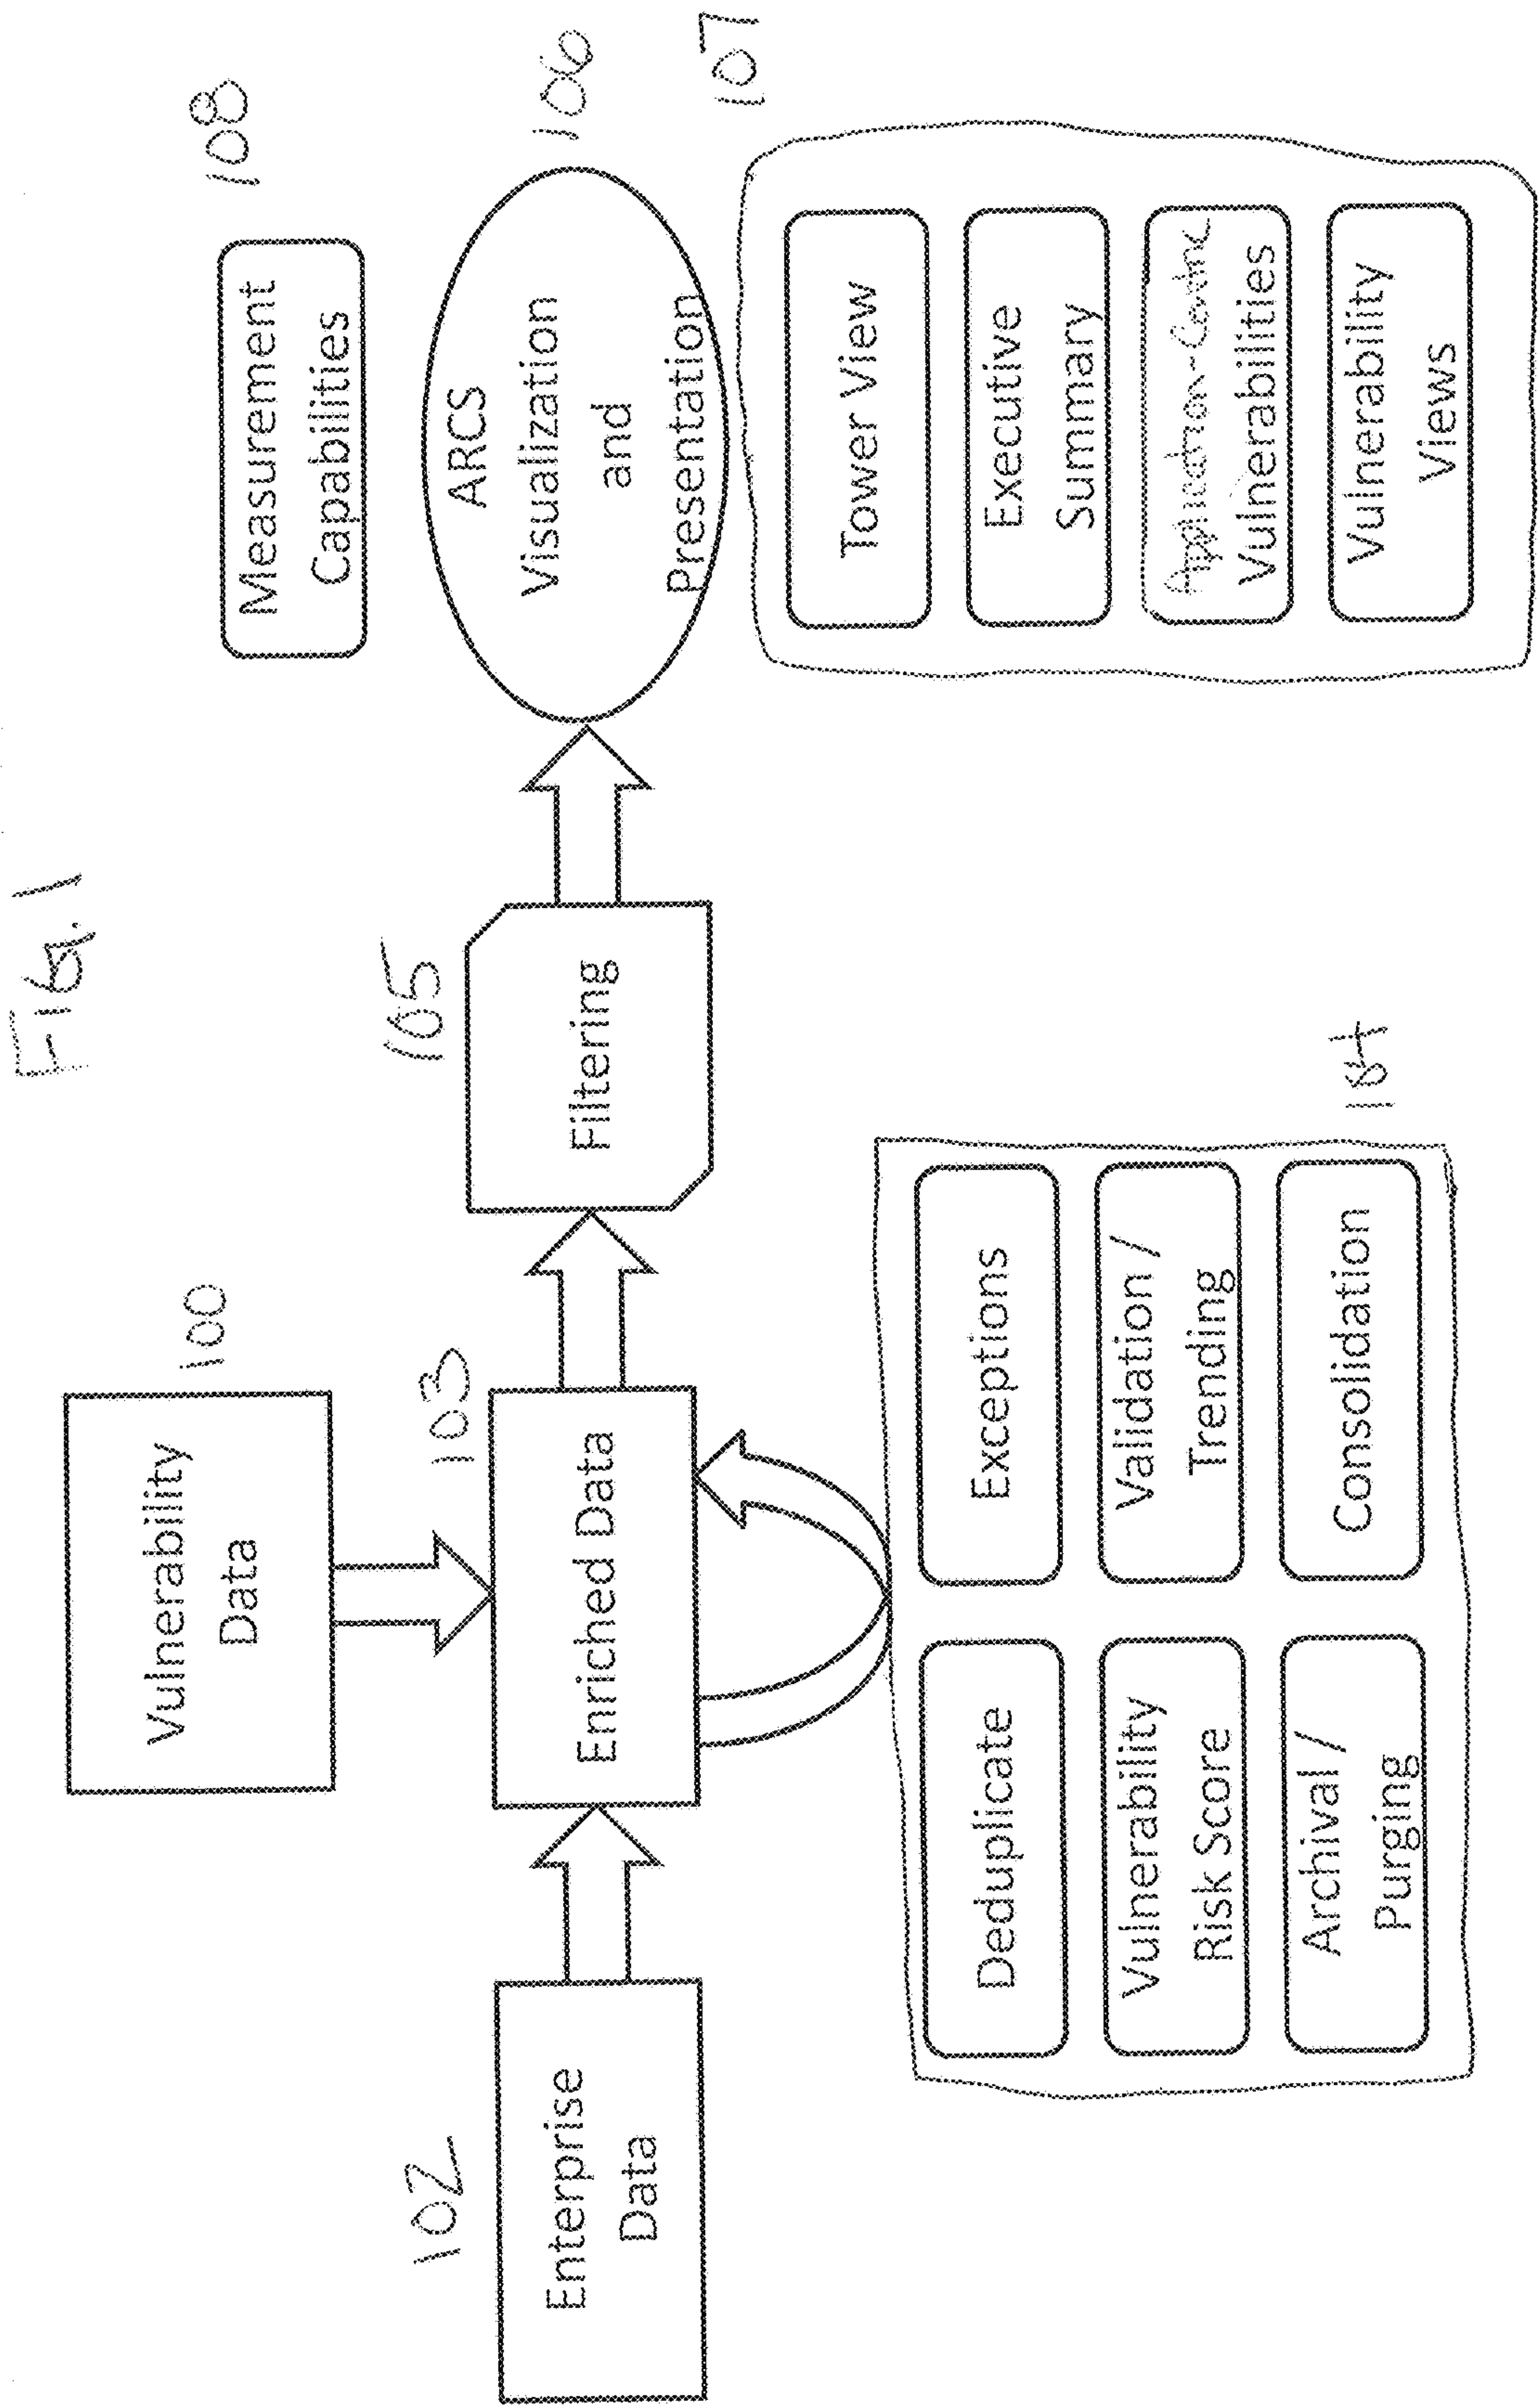 Fig. 1
Vulnerability
Data
100
Measurement
Capabilities
108
102
Enterprise
Data
103
Enriched Data
105
Filtering
ARCS
Visualization
and
Presentation
106
107
Tower View
Executive
Summary
Application-Centric
Vulnerabilities
Vulnerability
Views
Deduplicate
Exceptions
Vulnerability
Risk Score
Validation /
Trending
Archival /
Purging
Consolidation
104